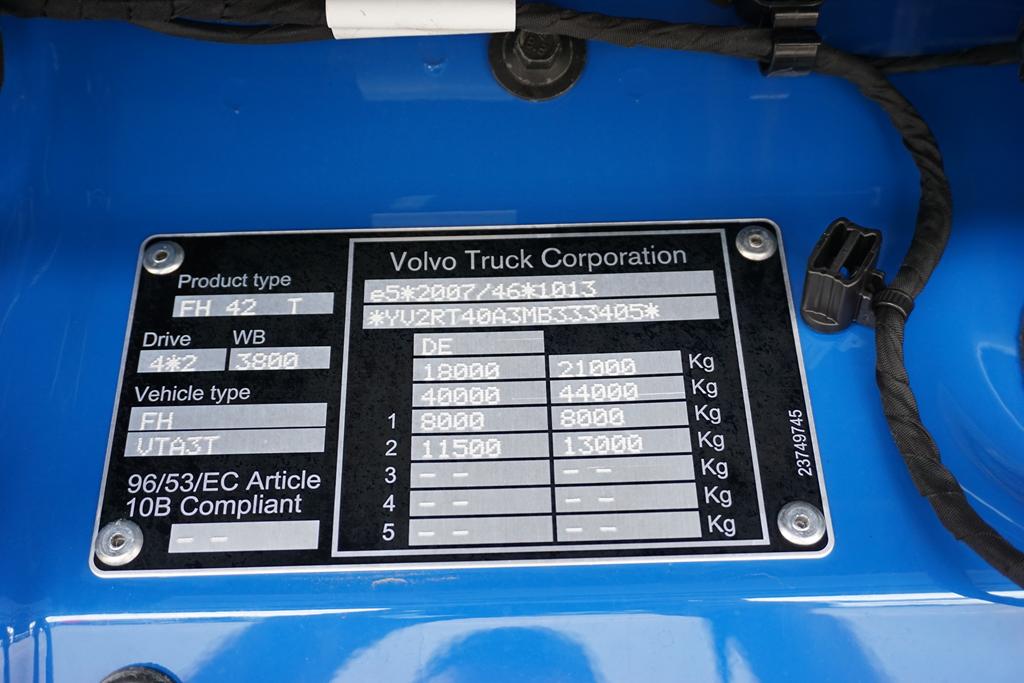 Product type
FH 42 T
Drive WB
4*2 3800
Vehicle type
FH
VTA3T
96/53/EC Article
10B Compliant
- -
Volvo Truck Corporation
e5*2007/46*1013
*YV2RT40A3MB333405*
DE
18000 21000 Kg
40000 44000 Kg
1 8000 8000 Kg
2 11500 13000 Kg
3 - - - - Kg
4 - - - - Kg
5 - - - - Kg
23749745